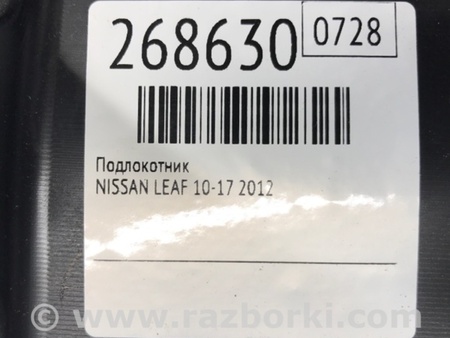 268630 0728
Подлокотник
NISSAN LEAF 10-17 2012
© www.razborki.com